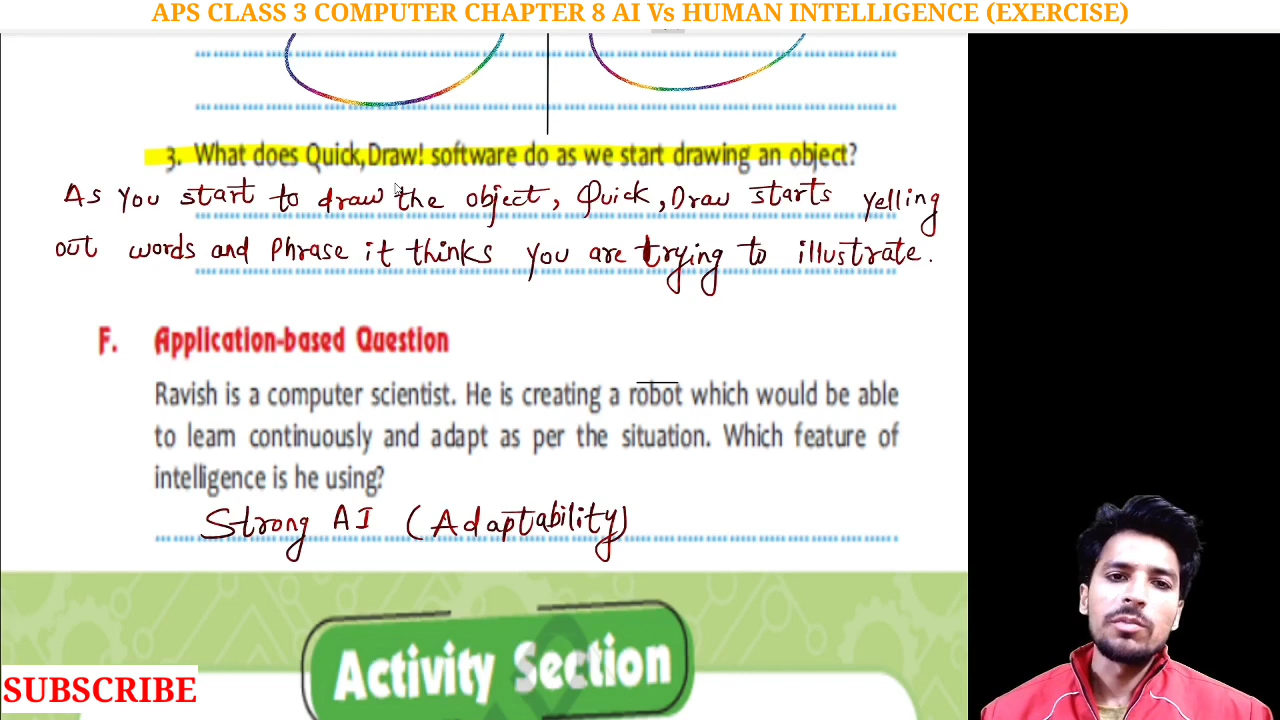 APS CLASS 3 COMPUTER CHAPTER 8 AI Vs HUMAN INTELLIGENCE (EXERCISE)
3. What does Quick,Draw! software do as we start drawing an object?
As you start to draw the object, Quick,Draw starts yelling
out words and Phrase it thinks you are trying to illustrate.
F. Application-based Question
Ravish is a computer scientist. He is creating a robot which would be able
to learn continuously and adapt as per the situation. Which feature of
intelligence is he using?
Strong AI (Adaptability)
Activity Section
SUBSCRIBE